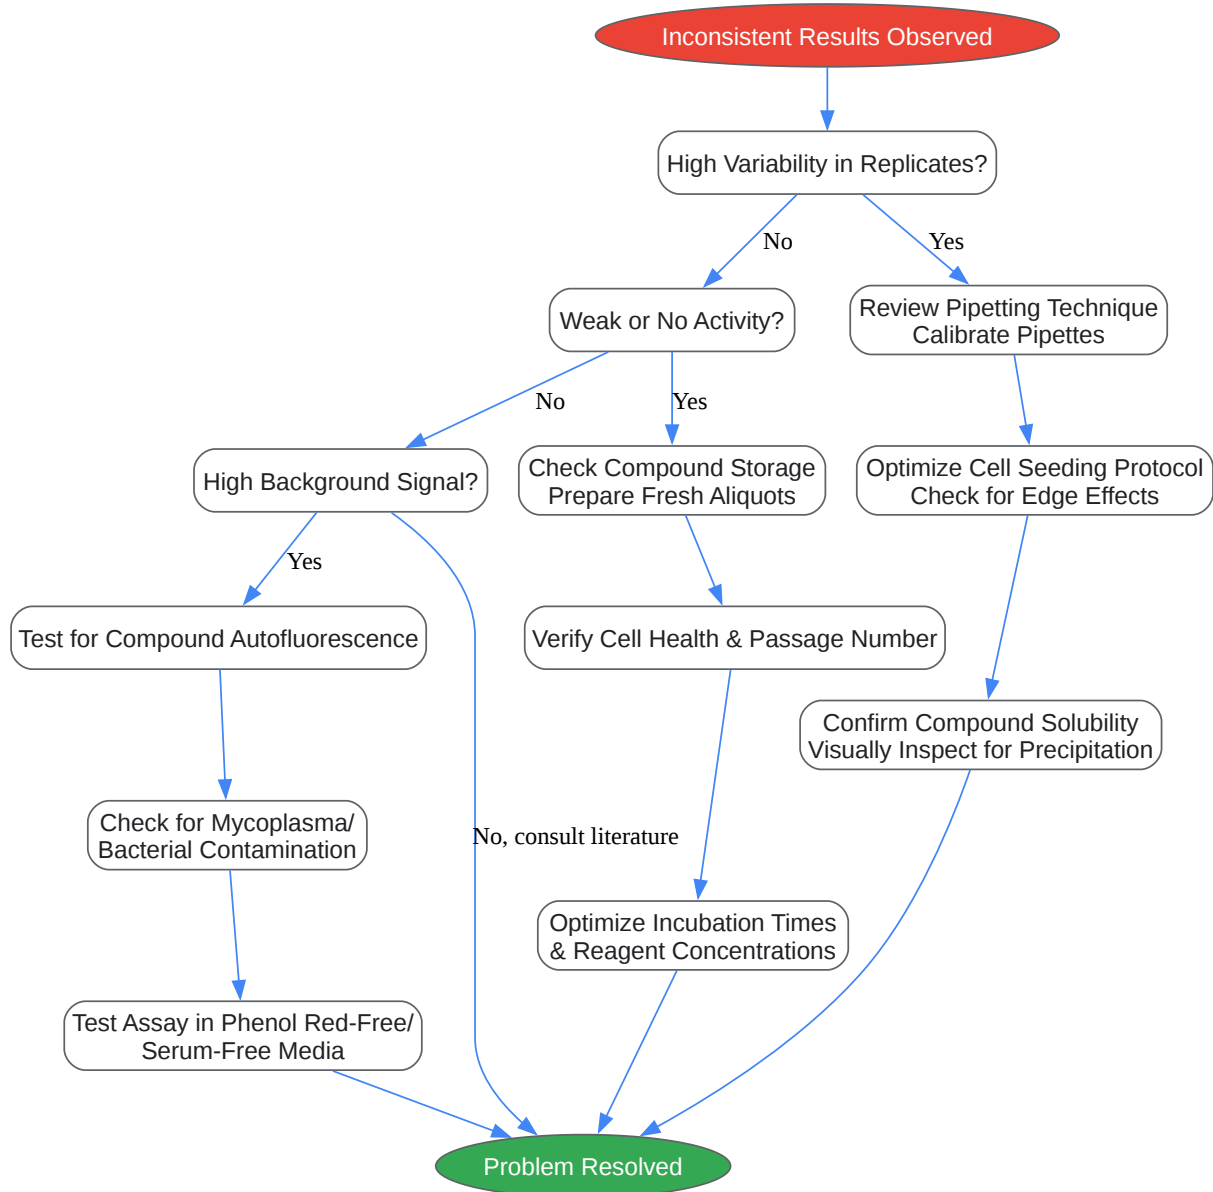 Inconsistent Results Observed
High Variability in Replicates?
No
Yes
Weak or No Activity?
Review Pipetting Technique
Calibrate Pipettes
No
Yes
High Background Signal?
Check Compound Storage
Prepare Fresh Aliquots
Optimize Cell Seeding Protocol
Check for Edge Effects
Yes
Test for Compound Autofluorescence
Verify Cell Health & Passage Number
Confirm Compound Solubility
Visually Inspect for Precipitation
Check for Mycoplasma/
Bacterial Contamination
No, consult literature
Optimize Incubation Times
& Reagent Concentrations
Test Assay in Phenol Red-Free/
Serum-Free Media
Problem Resolved